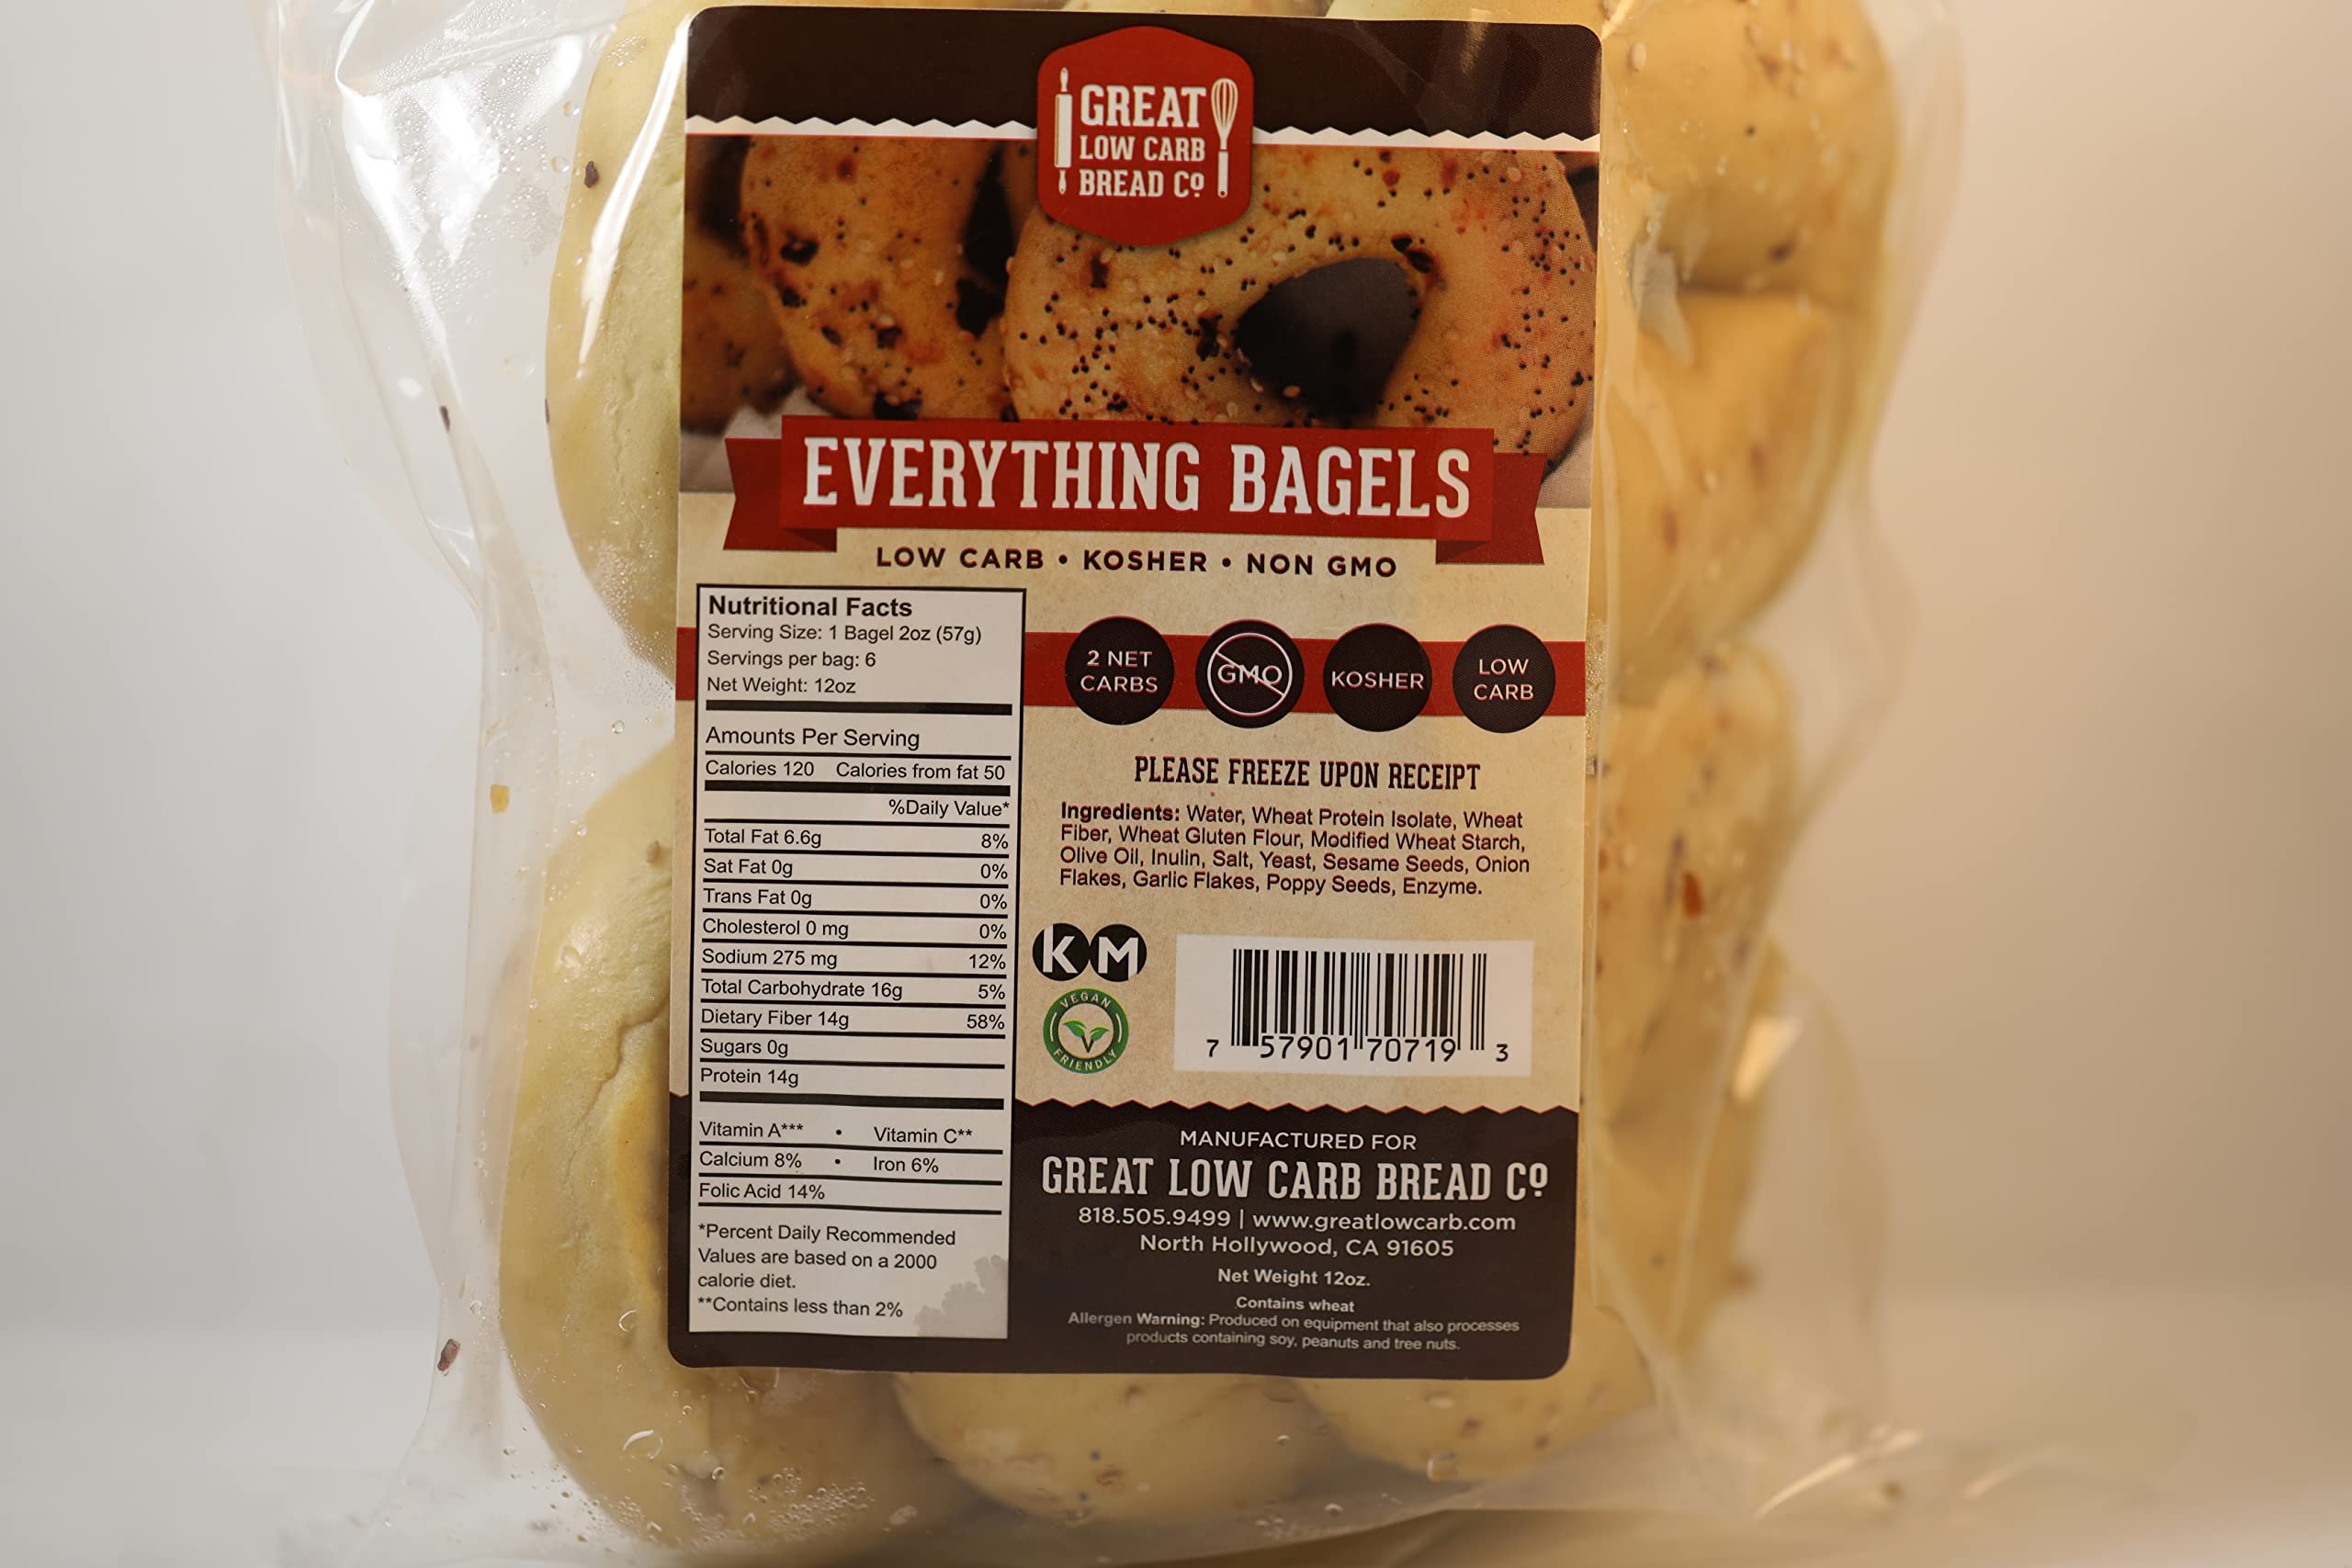 GREAT
LOW CARB
BREAD Cº
EVERYTHING BAGELS
LOW CARB • KOSHER • NON GMO
Nutritional Facts
Serving Size: 1 Bagel 2oz (57g)
Servings per bag: 6
Net Weight: 12oz
Amounts Per Serving
Calories 120 Calories from fat 50
%Daily Value*
Total Fat 6.6g 8%
Sat Fat 0g 0%
Trans Fat 0g 0%
Cholesterol 0 mg 0%
Sodium 275 mg 12%
Total Carbohydrate 16g 5%
Dietary Fiber 14g 58%
Sugars 0g
Protein 14g
Vitamin A*** • Vitamin C**
Calcium 8% • Iron 6%
Folic Acid 14%
*Percent Daily Recommended
Values are based on a 2000
calorie diet.
**Contains less than 2%
2 NET
CARBS
GMO
KOSHER
LOW
CARB
PLEASE FREEZE UPON RECEIPT
Ingredients: Water, Wheat Protein Isolate, Wheat
Fiber, Wheat Gluten Flour, Modified Wheat Starch,
Olive Oil, Inulin, Salt, Yeast, Sesame Seeds, Onion
Flakes, Garlic Flakes, Poppy Seeds, Enzyme.
KM
VEGAN
FRIENDLY
7 57901 70719 3
MANUFACTURED FOR
GREAT LOW CARB BREAD Cº
818.505.9499 | www.greatlowcarb.com
North Hollywood, CA 91605
Net Weight 12oz.
Contains wheat
Allergen Warning: Produced on equipment that also processes
products containing soy, peanuts and tree nuts.